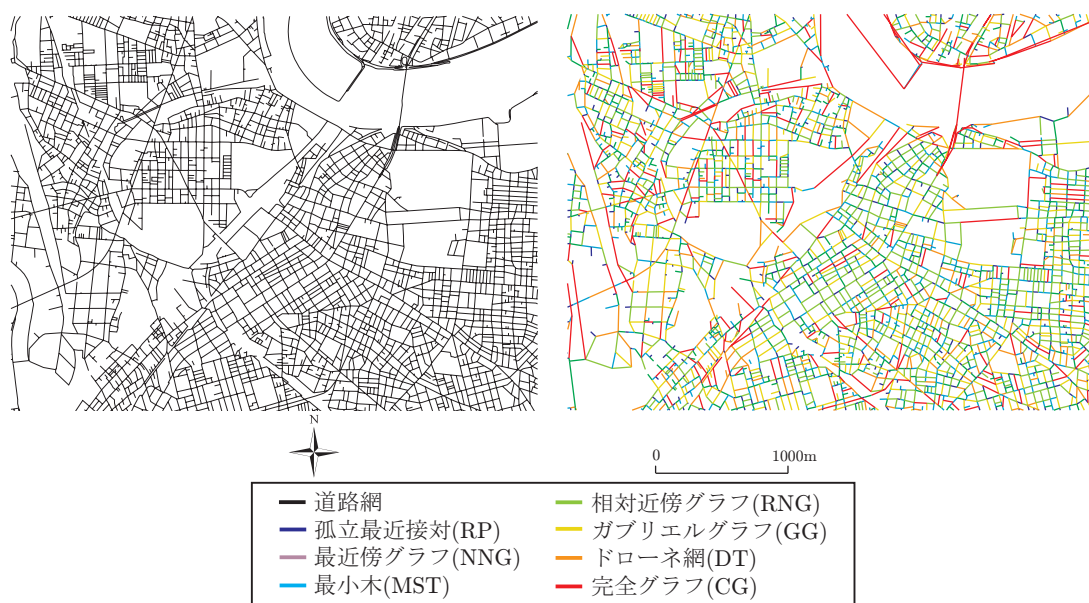 N
0 1000m
道路網
孤立最近接対(RP)
最近傍グラフ(NNG)
最小木(MST)
相対近傍グラフ(RNG)
ガブリエルグラフ(GG)
ドローネ網(DT)
完全グラフ(CG)